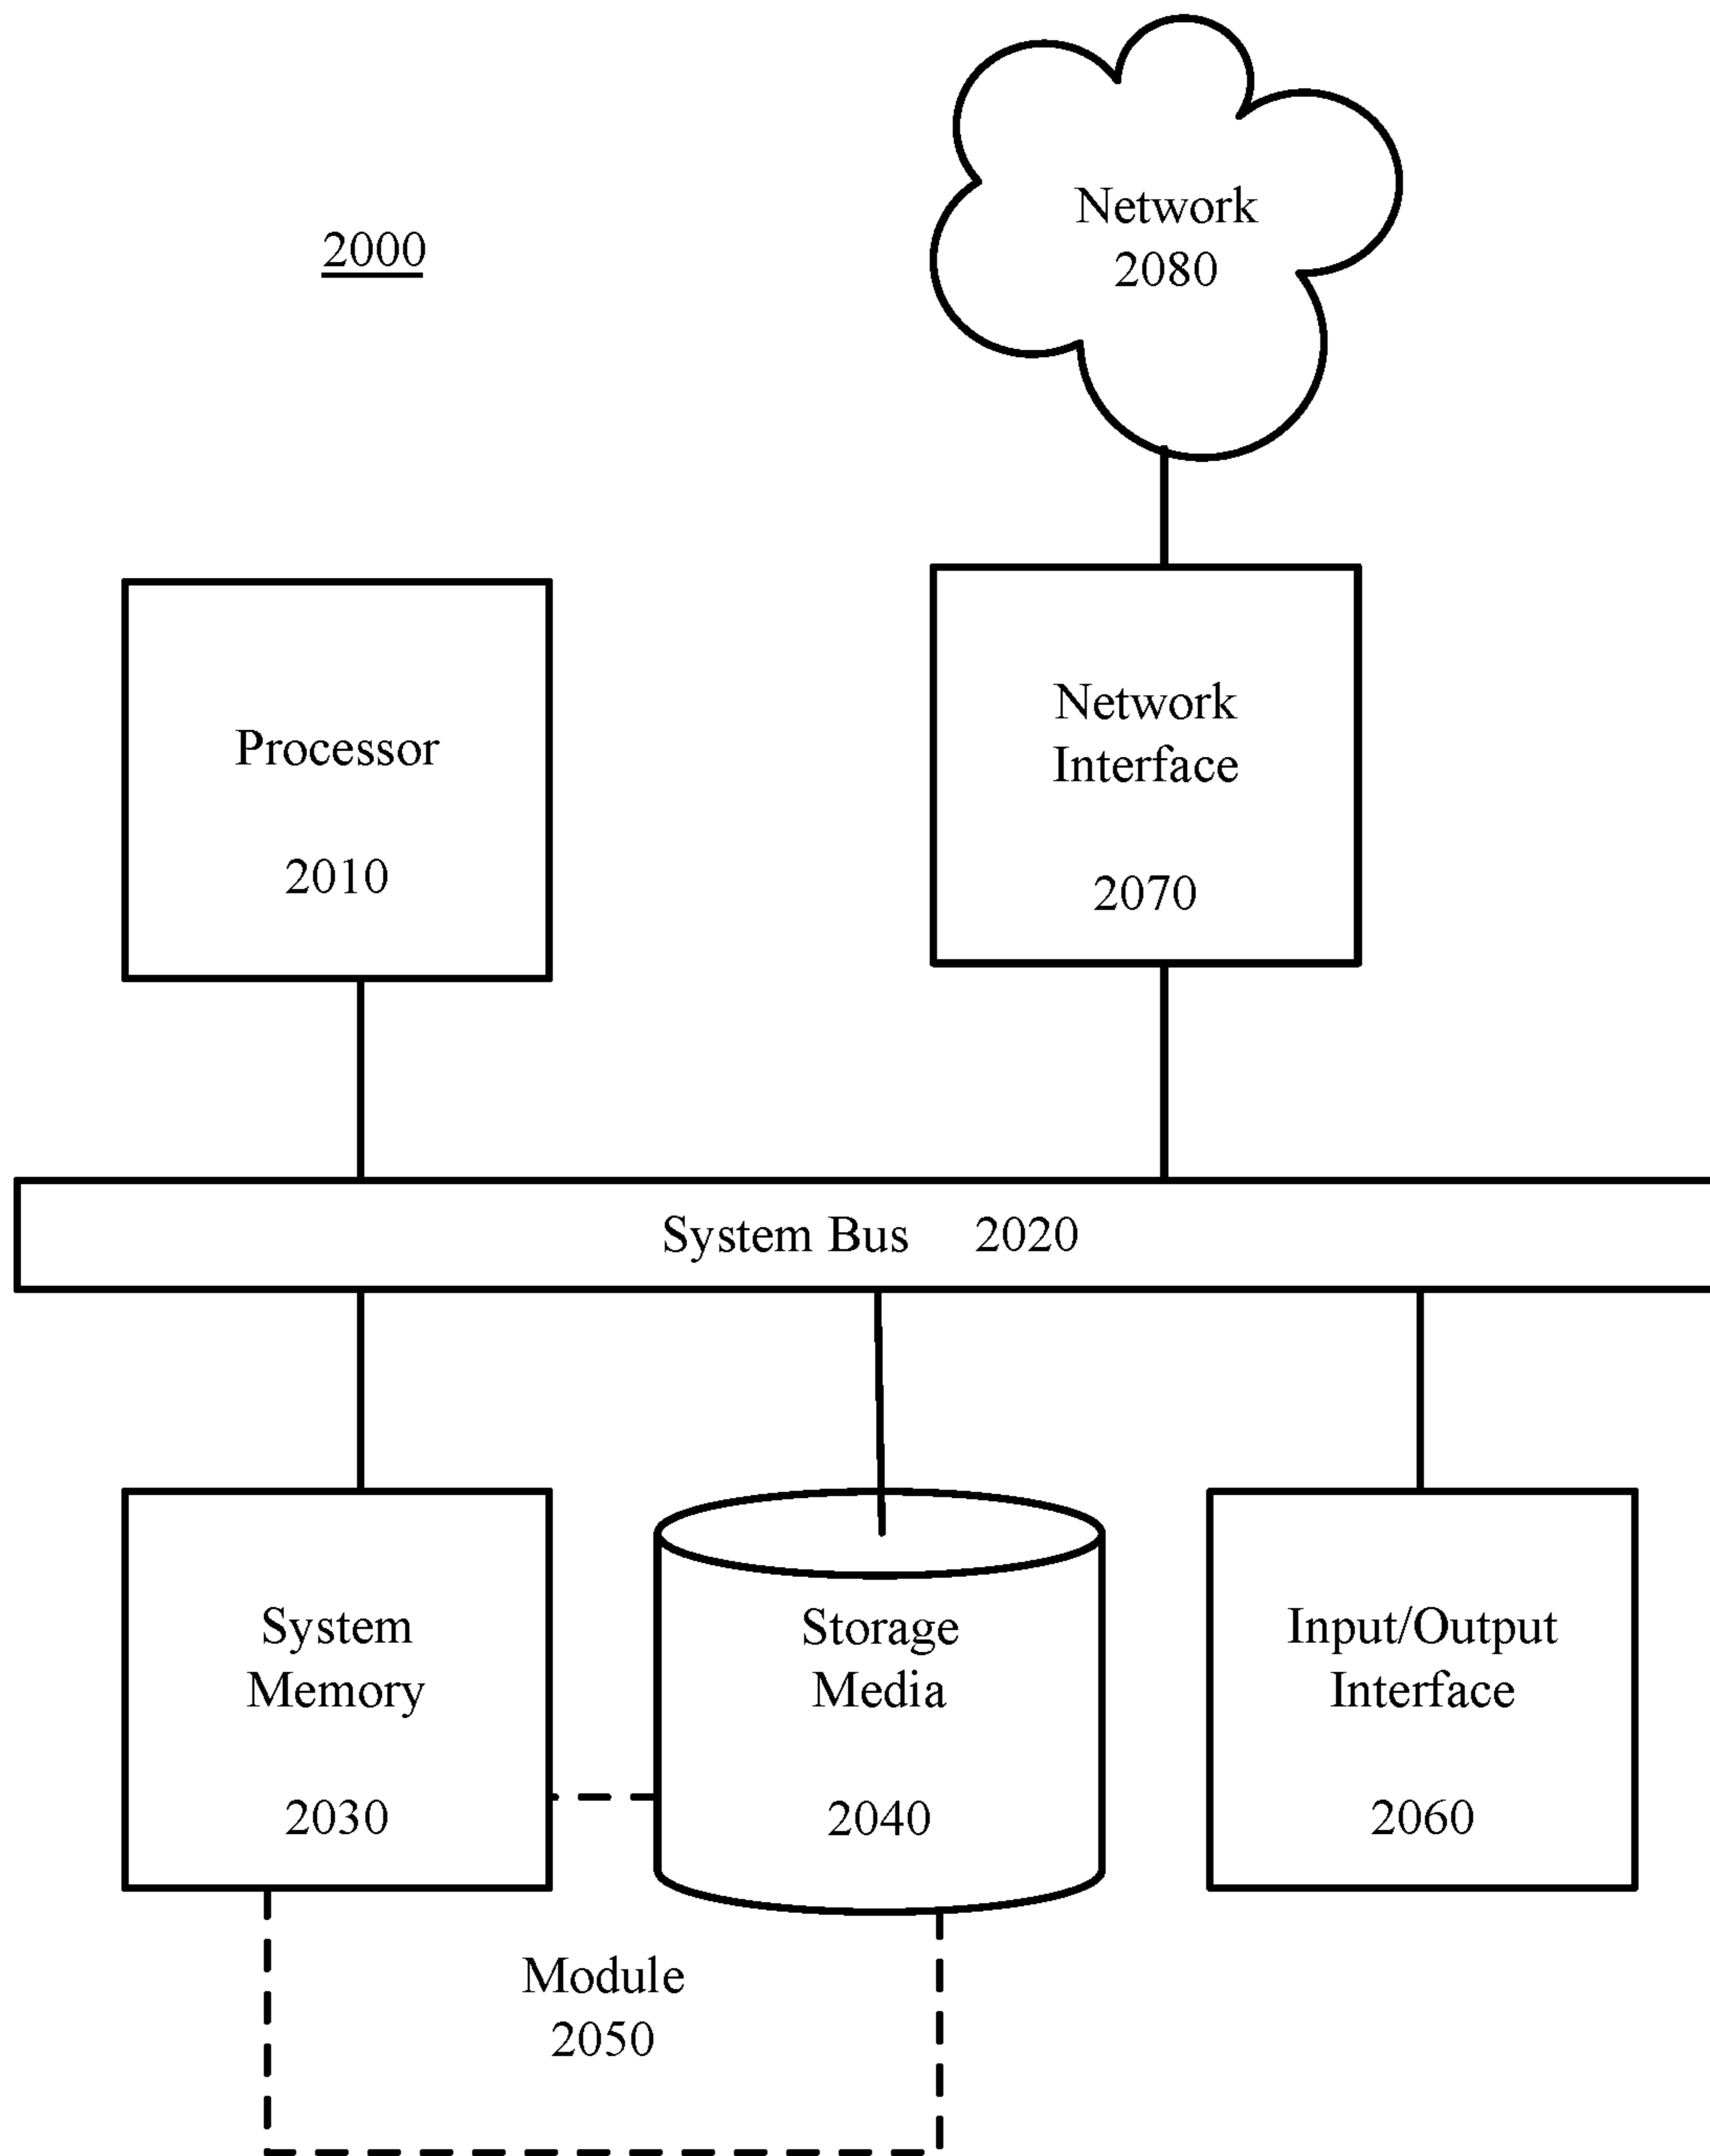 Network
2080
2000
Processor
2010
Network
Interface
2070
System Bus 2020
System
Memory
2030
Storage
Media
2040
Input/Output
Interface
2060
Module
2050